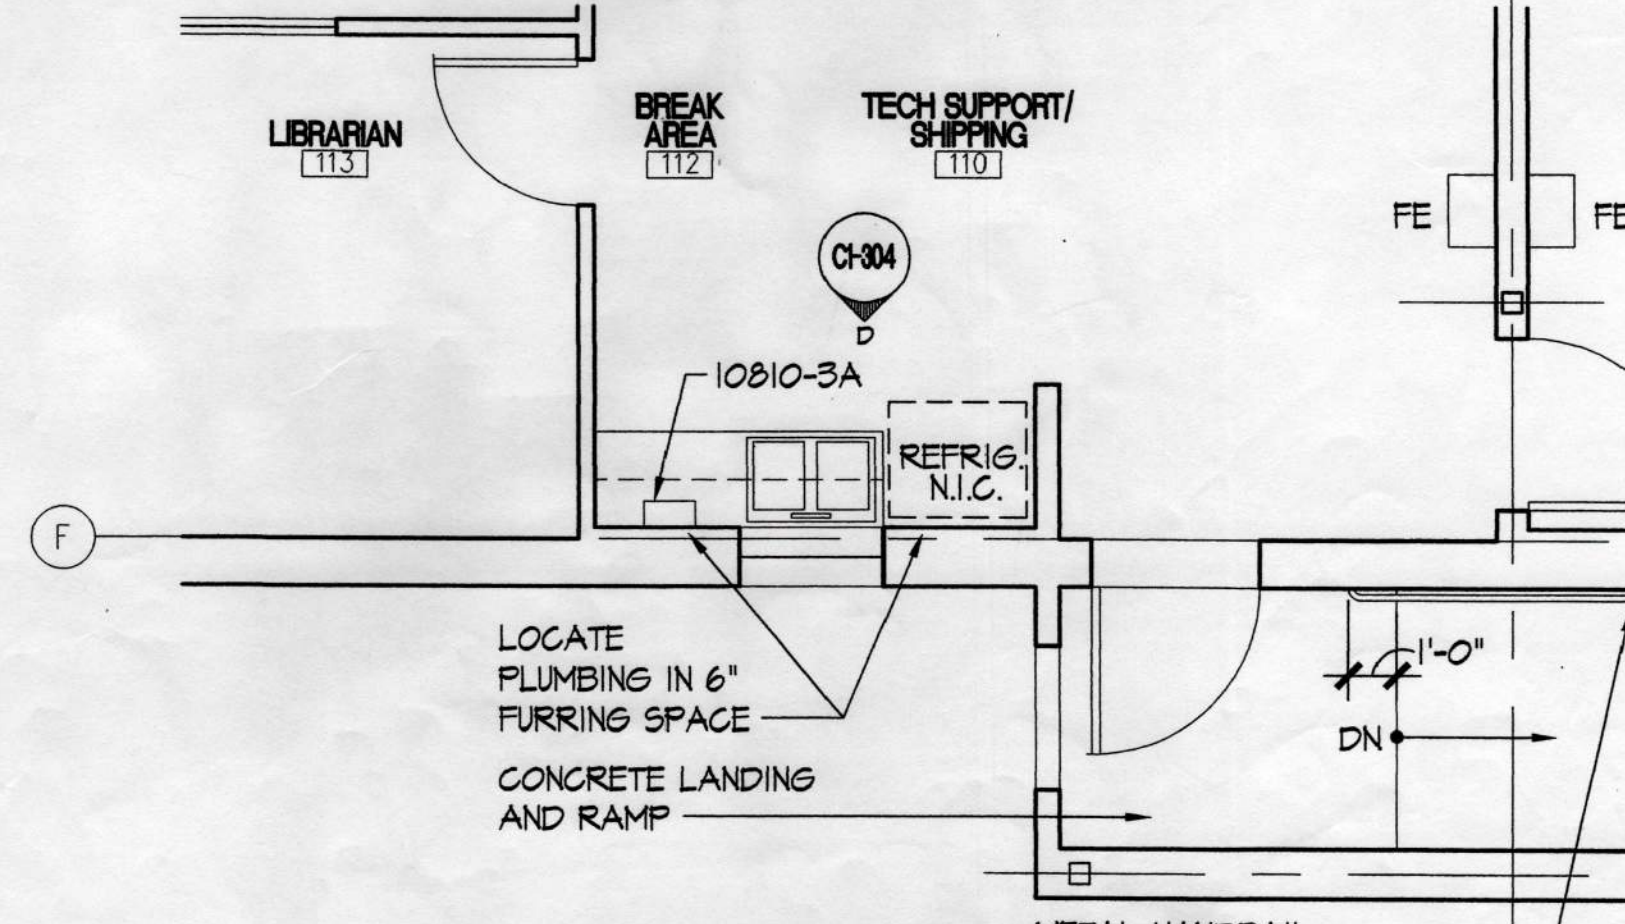 LIBRARIAN
113
BREAK
AREA
112
TECH SUPPORT/
SHIPPING
110
FE
FE
C1-304
D
10810-3A
REFRIG.
N.I.C.
F
LOCATE
PLUMBING IN 6"
FURRING SPACE
1'-0"
DN
CONCRETE LANDING
AND RAMP